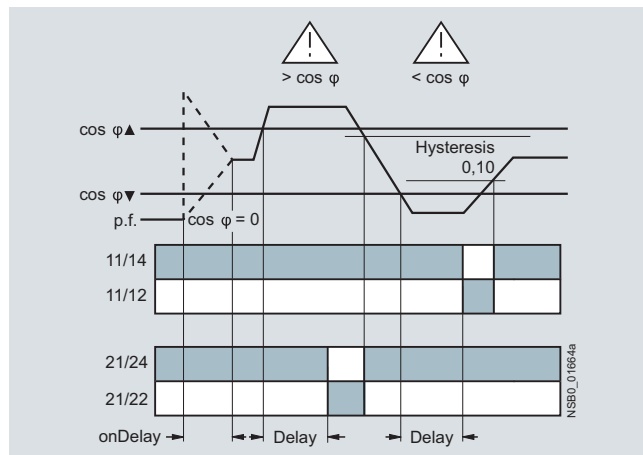 > cos φ
< cos φ
cos φ▲
Hysteresis
0,10
cos φ▼
p.f.
cos φ = 0
11/14
11/12
21/24
21/22
onDelay
Delay
Delay
NSB0_01664a